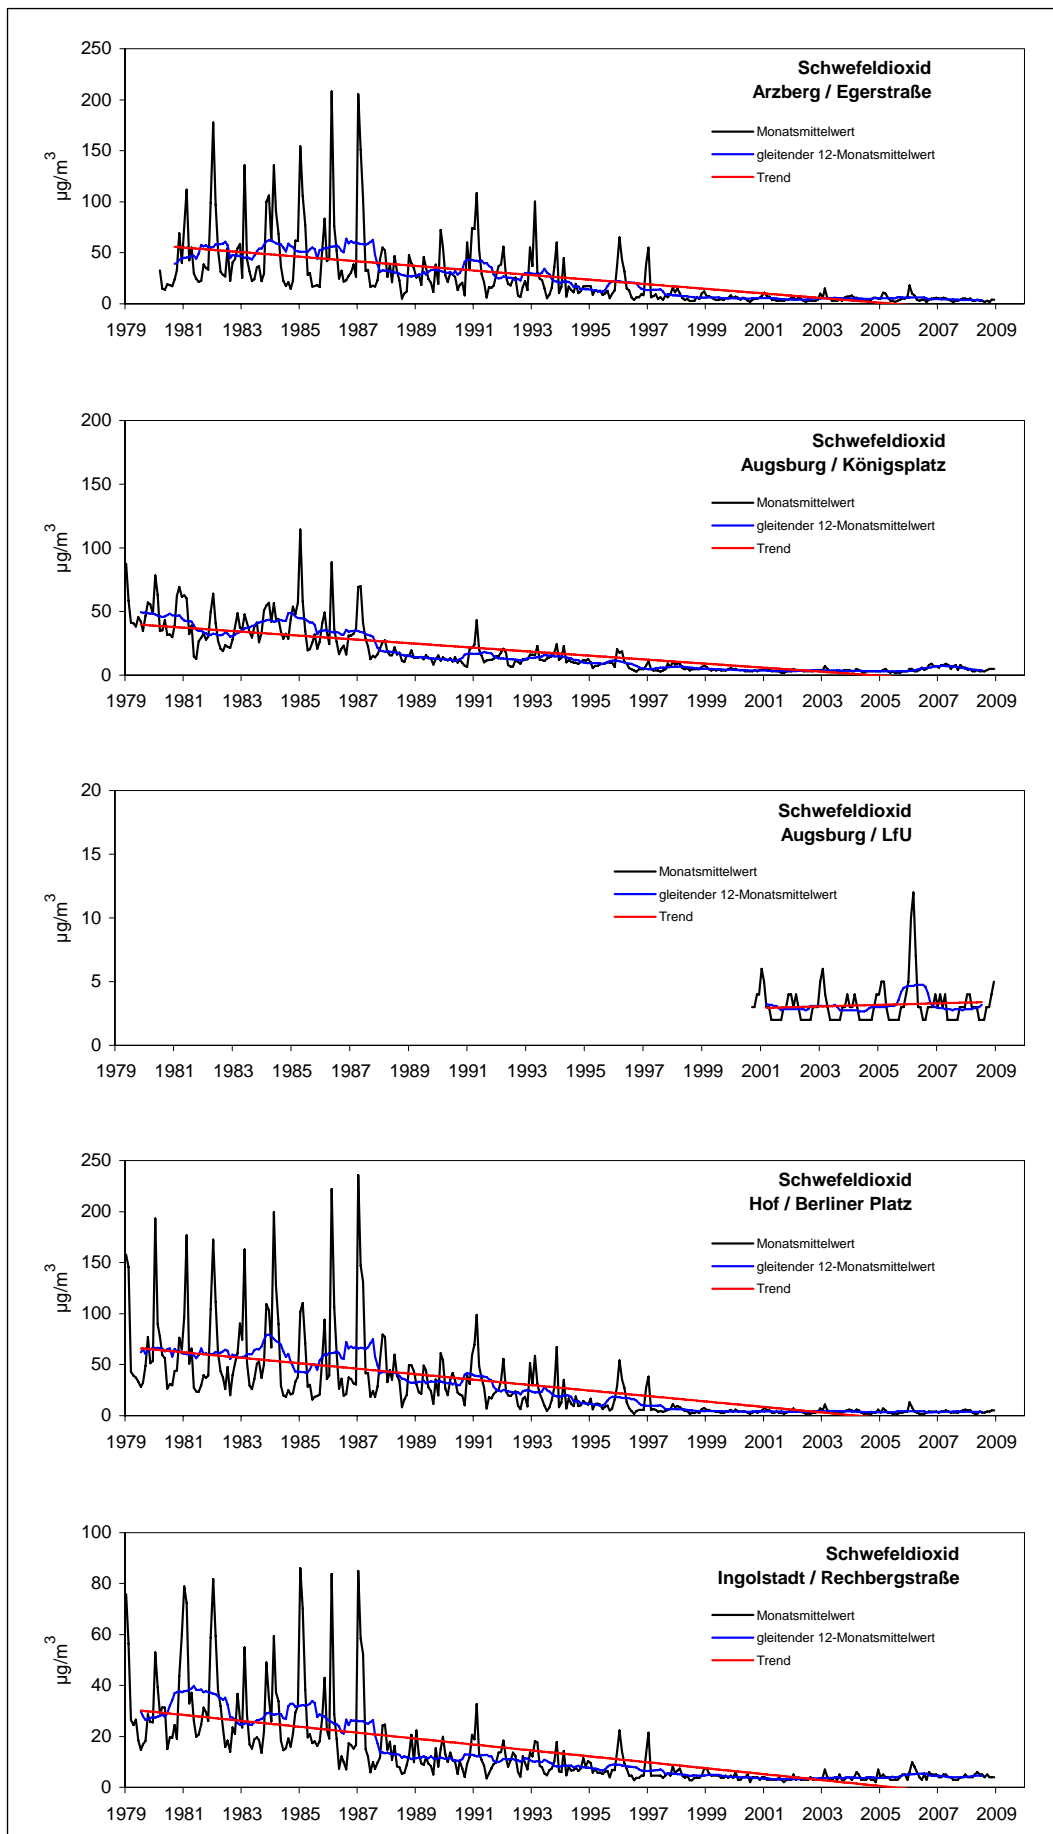 Schwefeldioxid
Arzberg / Egerstraße
Monatsmittelwert
gleitender 12-Monatsmittelwert
Trend
µg/m³
250
200
150
100
50
0
1979 1981 1983 1985 1987 1989 1991 1993 1995 1997 1999 2001 2003 2005 2007 2009
Schwefeldioxid
Augsburg / Königsplatz
Monatsmittelwert
gleitender 12-Monatsmittelwert
Trend
µg/m³
200
150
100
50
0
1979 1981 1983 1985 1987 1989 1991 1993 1995 1997 1999 2001 2003 2005 2007 2009
Schwefeldioxid
Augsburg / LfU
Monatsmittelwert
gleitender 12-Monatsmittelwert
Trend
µg/m³
20
15
10
5
0
1979 1981 1983 1985 1987 1989 1991 1993 1995 1997 1999 2001 2003 2005 2007 2009
Schwefeldioxid
Hof / Berliner Platz
Monatsmittelwert
gleitender 12-Monatsmittelwert
Trend
µg/m³
250
200
150
100
50
0
1979 1981 1983 1985 1987 1989 1991 1993 1995 1997 1999 2001 2003 2005 2007 2009
Schwefeldioxid
Ingolstadt / Rechbergstraße
Monatsmittelwert
gleitender 12-Monatsmittelwert
Trend
µg/m³
100
80
60
40
20
0
1979 1981 1983 1985 1987 1989 1991 1993 1995 1997 1999 2001 2003 2005 2007 2009